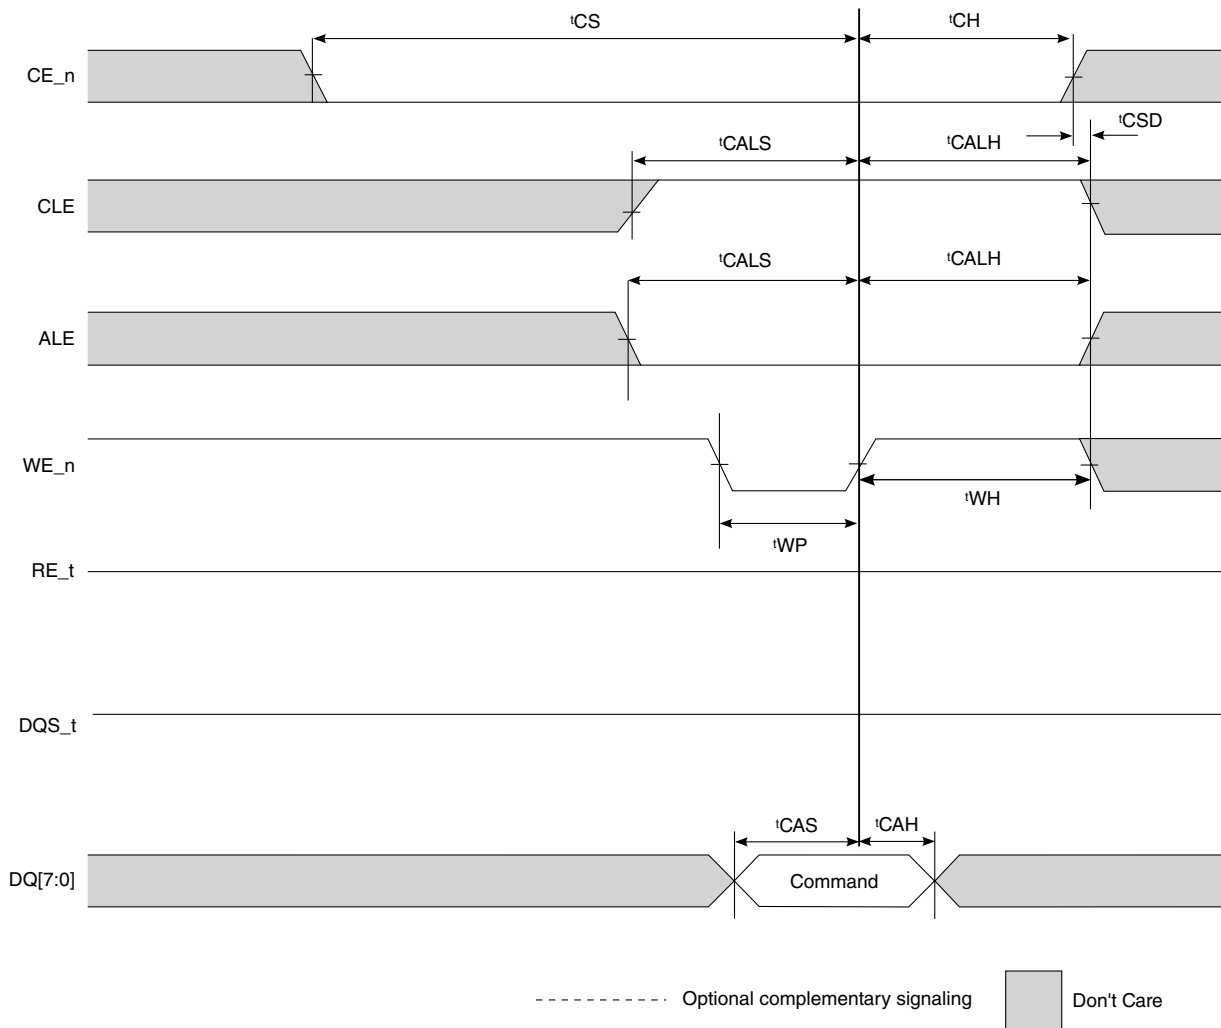 tCS
tCH
CE_n
tCSD
tCALS
tCALH
CLE
tCALS
tCALH
ALE
WE_n
tWH
tWP
RE_t
DQS_t
tCAS
tCAH
DQ[7:0]
Command
Optional complementary signaling
Don't Care